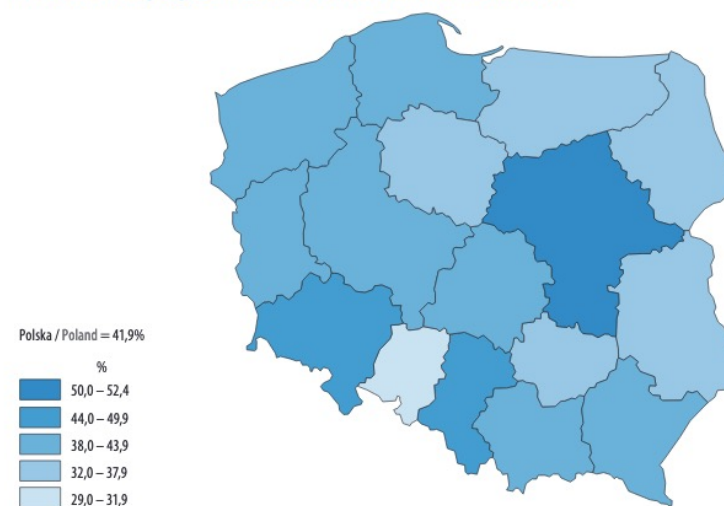 Polska / Poland = 41,9%
%
50,0 – 52,4
44,0 – 49,9
38,0 – 43,9
32,0 – 37,9
29,0 – 31,9